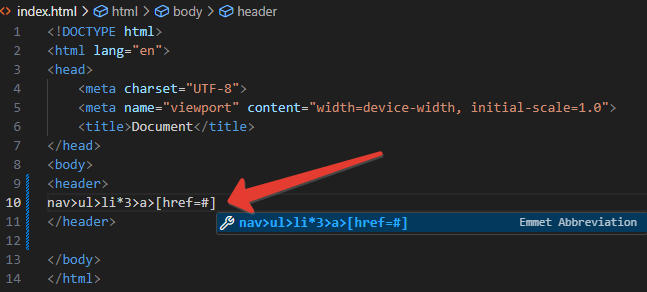 index.html > html > body > header
1 <!DOCTYPE html>
2 <html lang="en">
3 <head>
4 <meta charset="UTF-8">
5 <meta name="viewport" content="width=device-width, initial-scale=1.0">
6 <title>Document</title>
7 </head>
8 <body>
9 <header>
10 nav>ul>li*3>a>[href=#]
11 </header> nav>ul>li*3>a>[href=#] Emmet Abbreviation
12
13 </body>
14 </html>